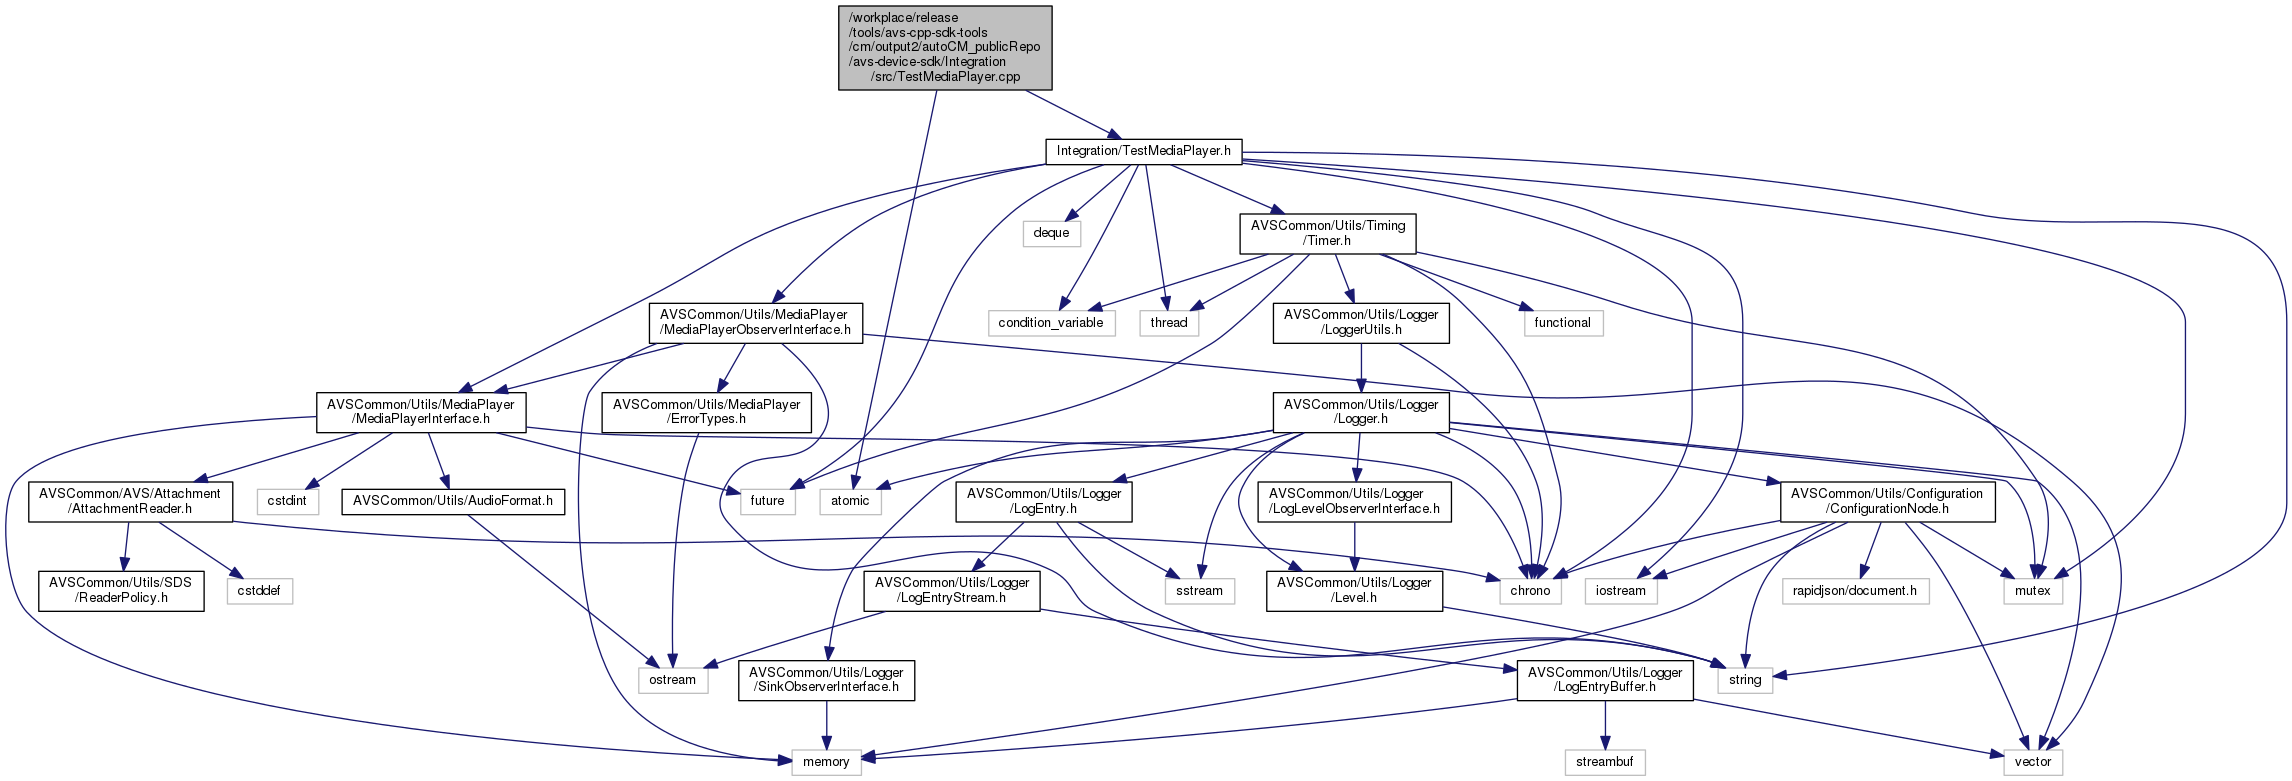 /workplace/release
/tools/avs-cpp-sdk-tools
/cm/output2/autoCM_publicRepo
/avs-device-sdk/Integration
/src/TestMediaPlayer.cpp
Integration/TestMediaPlayer.h
deque
AVSCommon/Utils/Timing
/Timer.h
AVSCommon/Utils/MediaPlayer
/MediaPlayerObserverInterface.h
condition_variable
thread
AVSCommon/Utils/Logger
/LoggerUtils.h
functional
AVSCommon/Utils/MediaPlayer
/MediaPlayerInterface.h
AVSCommon/Utils/MediaPlayer
/ErrorTypes.h
AVSCommon/Utils/Logger
/Logger.h
AVSCommon/AVS/Attachment
/AttachmentReader.h
cstdint
AVSCommon/Utils/AudioFormat.h
future
atomic
AVSCommon/Utils/Logger
/LogEntry.h
AVSCommon/Utils/Logger
/LogLevelObserverInterface.h
AVSCommon/Utils/Configuration
/ConfigurationNode.h
AVSCommon/Utils/SDS
/ReaderPolicy.h
cstddef
AVSCommon/Utils/Logger
/LogEntryStream.h
sstream
AVSCommon/Utils/Logger
/Level.h
chrono
iostream
rapidjson/document.h
mutex
ostream
AVSCommon/Utils/Logger
/SinkObserverInterface.h
AVSCommon/Utils/Logger
/LogEntryBuffer.h
string
memory
streambuf
vector